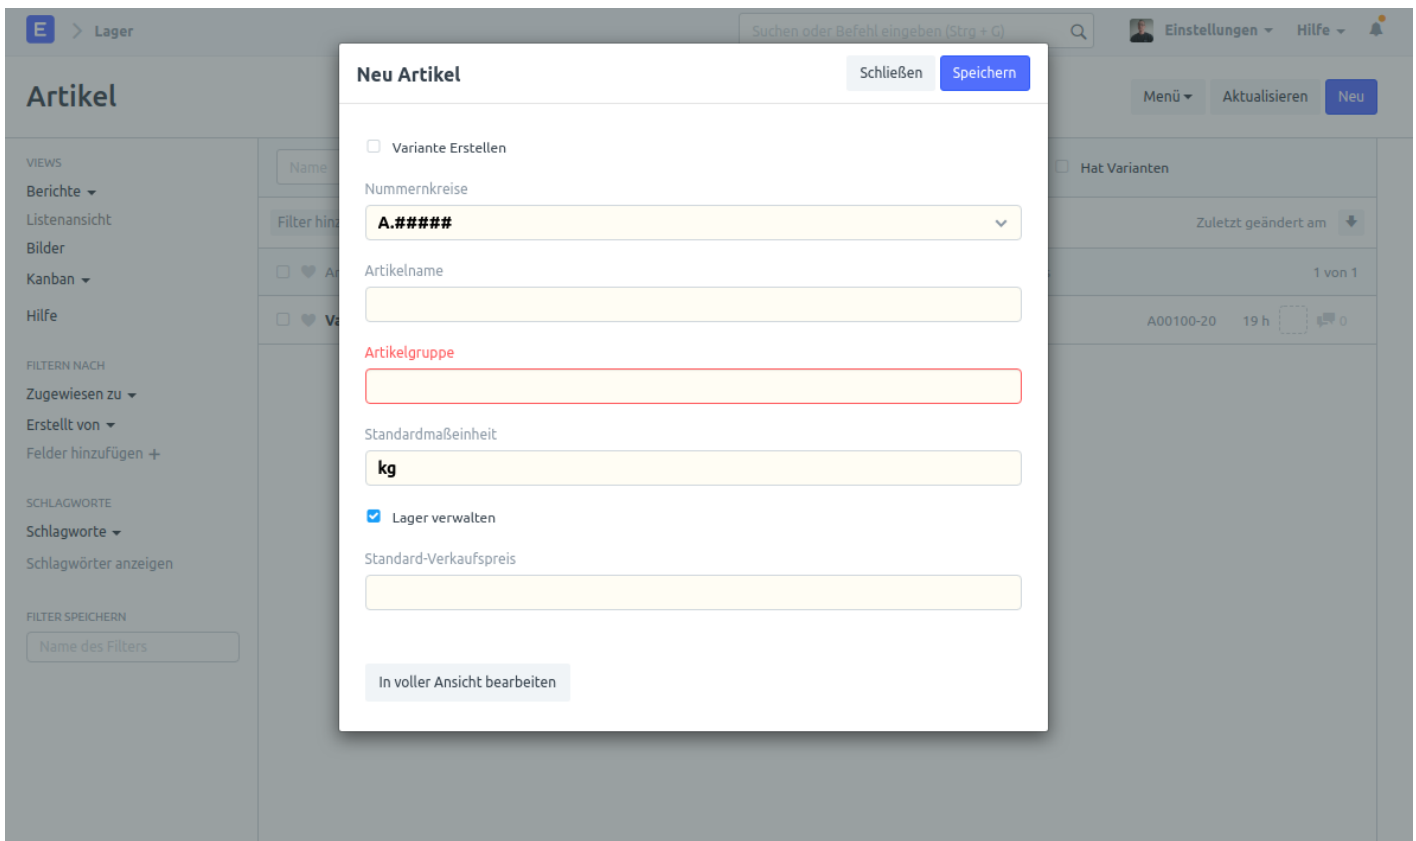 E > Lager
Suchen oder Befehl eingeben (Strg + G)
Einstellungen
Hilfe
Artikel
Menü
Aktualisieren
Neu
VIEWS
Berichte
Listenansicht
Bilder
Kanban
Hilfe
FILTERN NACH
Zugewiesen zu
Erstellt von
Felder hinzufügen +
SCHLAGWORTE
Schlagworte
Schlagwörter anzeigen
FILTER SPEICHERN
Name des Filters
Name
Hat Varianten
Zuletzt geändert am
1 von 1
A00100-20 19 h 0
Neu Artikel
Schließen
Speichern
Variante Erstellen
Nummernkreise
A.#####
Artikelname
Artikelgruppe
Standardmaßeinheit
kg
Lager verwalten
Standard-Verkaufspreis
In voller Ansicht bearbeiten